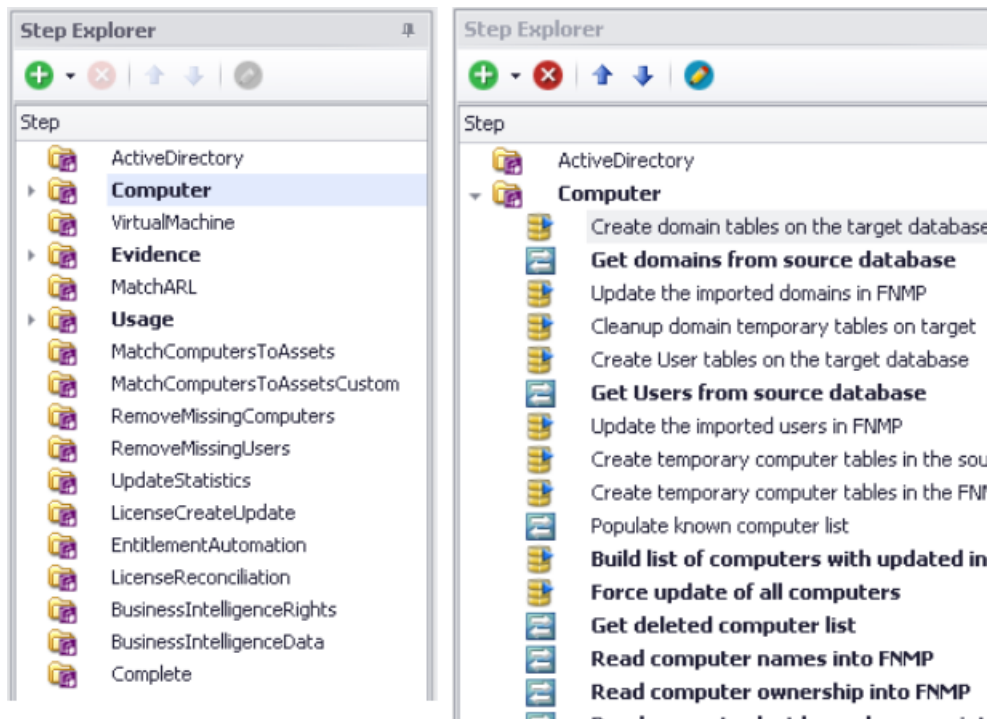 Step Explorer
Step
ActiveDirectory
Computer
VirtualMachine
Evidence
MatchARL
Usage
MatchComputersToAssets
MatchComputersToAssetsCustom
RemoveMissingComputers
RemoveMissingUsers
UpdateStatistics
LicenseCreateUpdate
EntitlementAutomation
LicenseReconciliation
BusinessIntelligenceRights
BusinessIntelligenceData
Complete
Step Explorer
Step
ActiveDirectory
Computer
Create domain tables on the target database
Get domains from source database
Update the imported domains in FNMP
Cleanup domain temporary tables on target
Create User tables on the target database
Get Users from source database
Update the imported users in FNMP
Create temporary computer tables in the sou
Create temporary computer tables in the
Populate known computer list
Build list of computers with updated in
Force update of all computers
Get deleted computer list
Read computer names into FNMP
Read computer ownership into FNMP